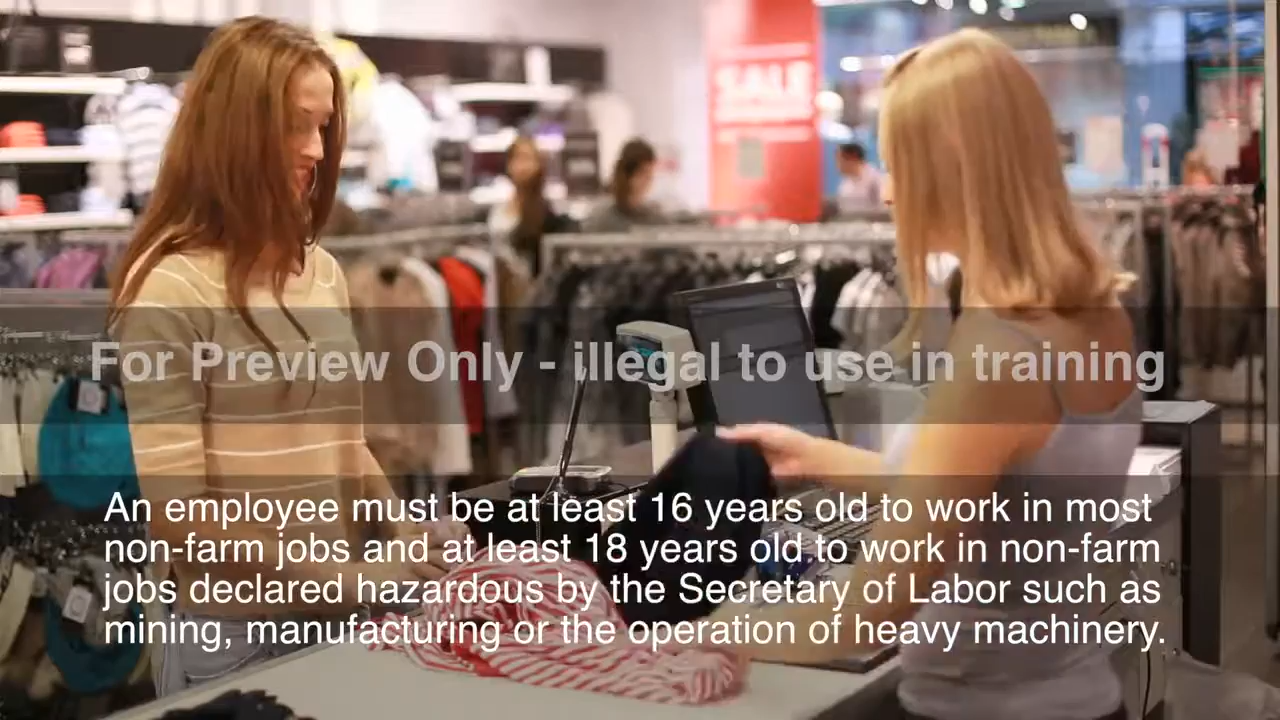 SALE
For Preview Only - illegal to use in training
An employee must be at least 16 years old to work in most
non-farm jobs and at least 18 years old to work in non-farm
jobs declared hazardous by the Secretary of Labor such as
mining, manufacturing or the operation of heavy machinery.